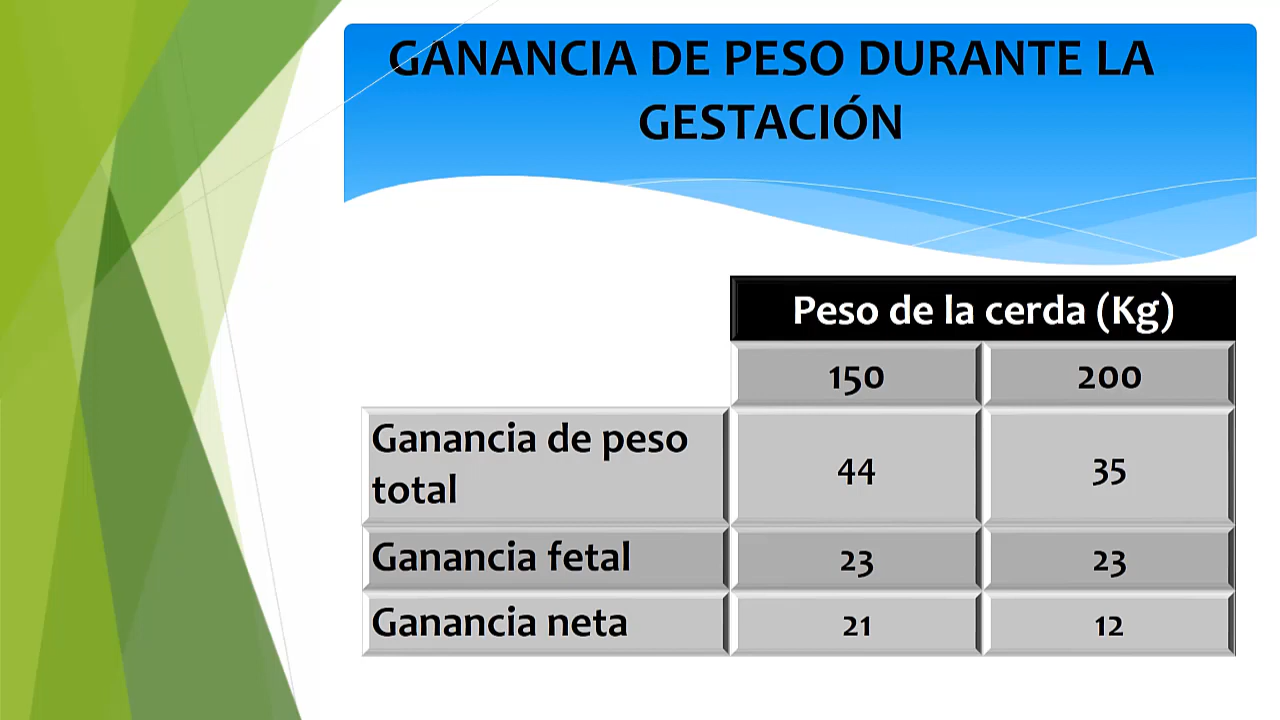 GANANCIA DE PESO DURANTE LA
GESTACIÓN
Peso de la cerda (Kg)
150 200
Ganancia de peso
total 44 35
Ganancia fetal 23 23
Ganancia neta 21 12